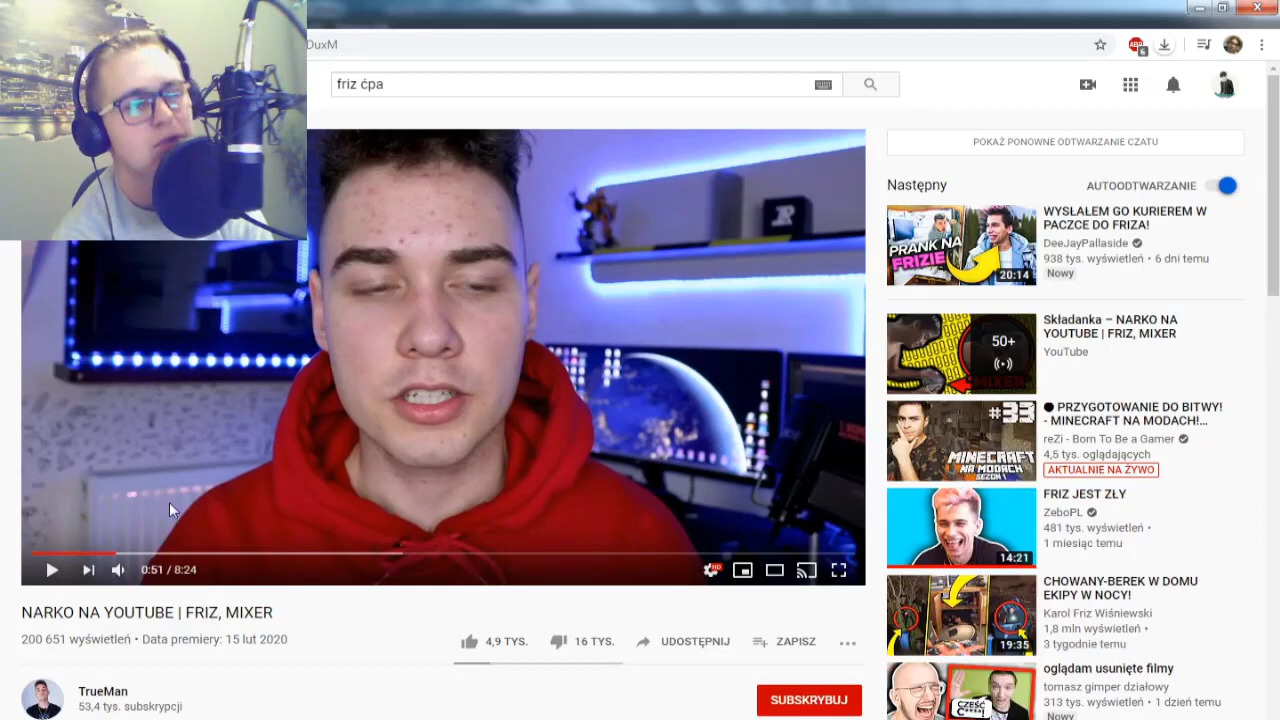 DuxM
friz ćpa
ABP
6
POKAŻ PONOWNE ODTWARZANIE CZATU
Następny
AUTOODTWARZANIE
PRANK NA
FRIZIE
20:14
WYSŁAŁEM GO KURIEREM W
PACZCE DO FRIZA!
DeeJayPallaside
938 tys. wyświetleń • 6 dni temu
Nowy
50+
MIXER
Składanka – NARKO NA
YOUTUBE | FRIZ, MIXER
YouTube
#33
MINECRAFT
NA MODACH
SEZON I
● PRZYGOTOWANIE DO BITWY!
- MINECRAFT NA MODACH!...
reZi - Born To Be a Gamer
4,5 tys. oglądających
AKTUALNIE NA ŻYWO
14:21
FRIZ JEST ZŁY
ZeboPL
481 tys. wyświetleń •
1 miesiąc temu
19:35
CHOWANY-BEREK W DOMU
EKIPY W NOCY!
Karol Friz Wiśniewski
1,8 mln wyświetleń •
3 tygodnie temu
CZEŚĆ
C****!
oglądam usunięte filmy
tomasz gimper działowy
313 tys. wyświetleń • 1 dzień temu
Nowy
0:51 / 8:24
HD
NARKO NA YOUTUBE | FRIZ, MIXER
200 651 wyświetleń • Data premiery: 15 lut 2020
4,9 TYS.
16 TYS.
UDOSTĘPNIJ
ZAPISZ
TrueMan
53,4 tys. subskrypcji
SUBSKRYBUJ